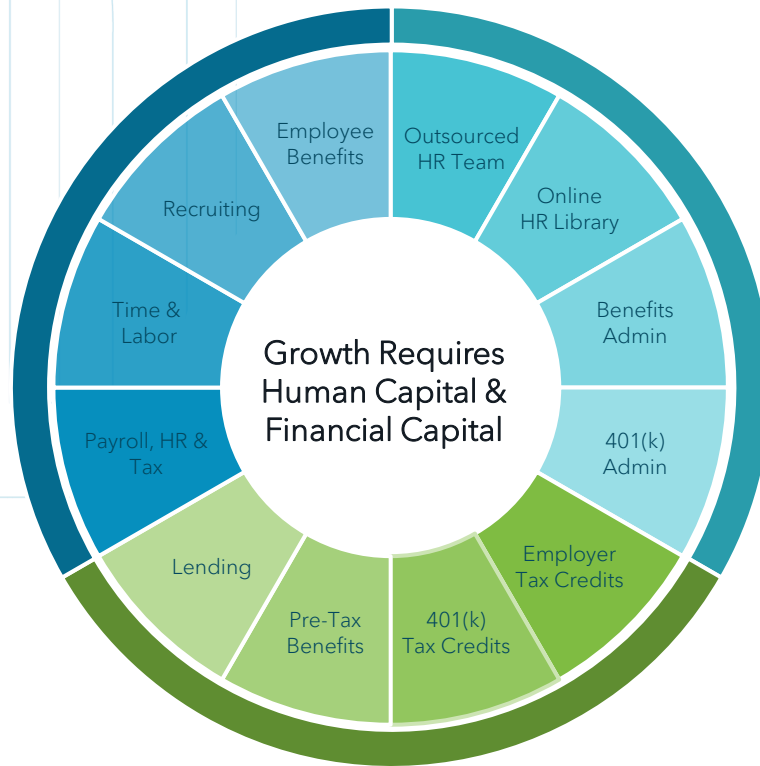 Employee
Benefits
Outsourced
HR Team
Online
HR Library
Benefits
Admin
401(k)
Admin
Employer
Tax Credits
401(k)
Tax Credits
Pre-Tax
Benefits
Lending
Payroll, HR &
Tax
Time &
Labor
Recruiting
Growth Requires
Human Capital &
Financial Capital